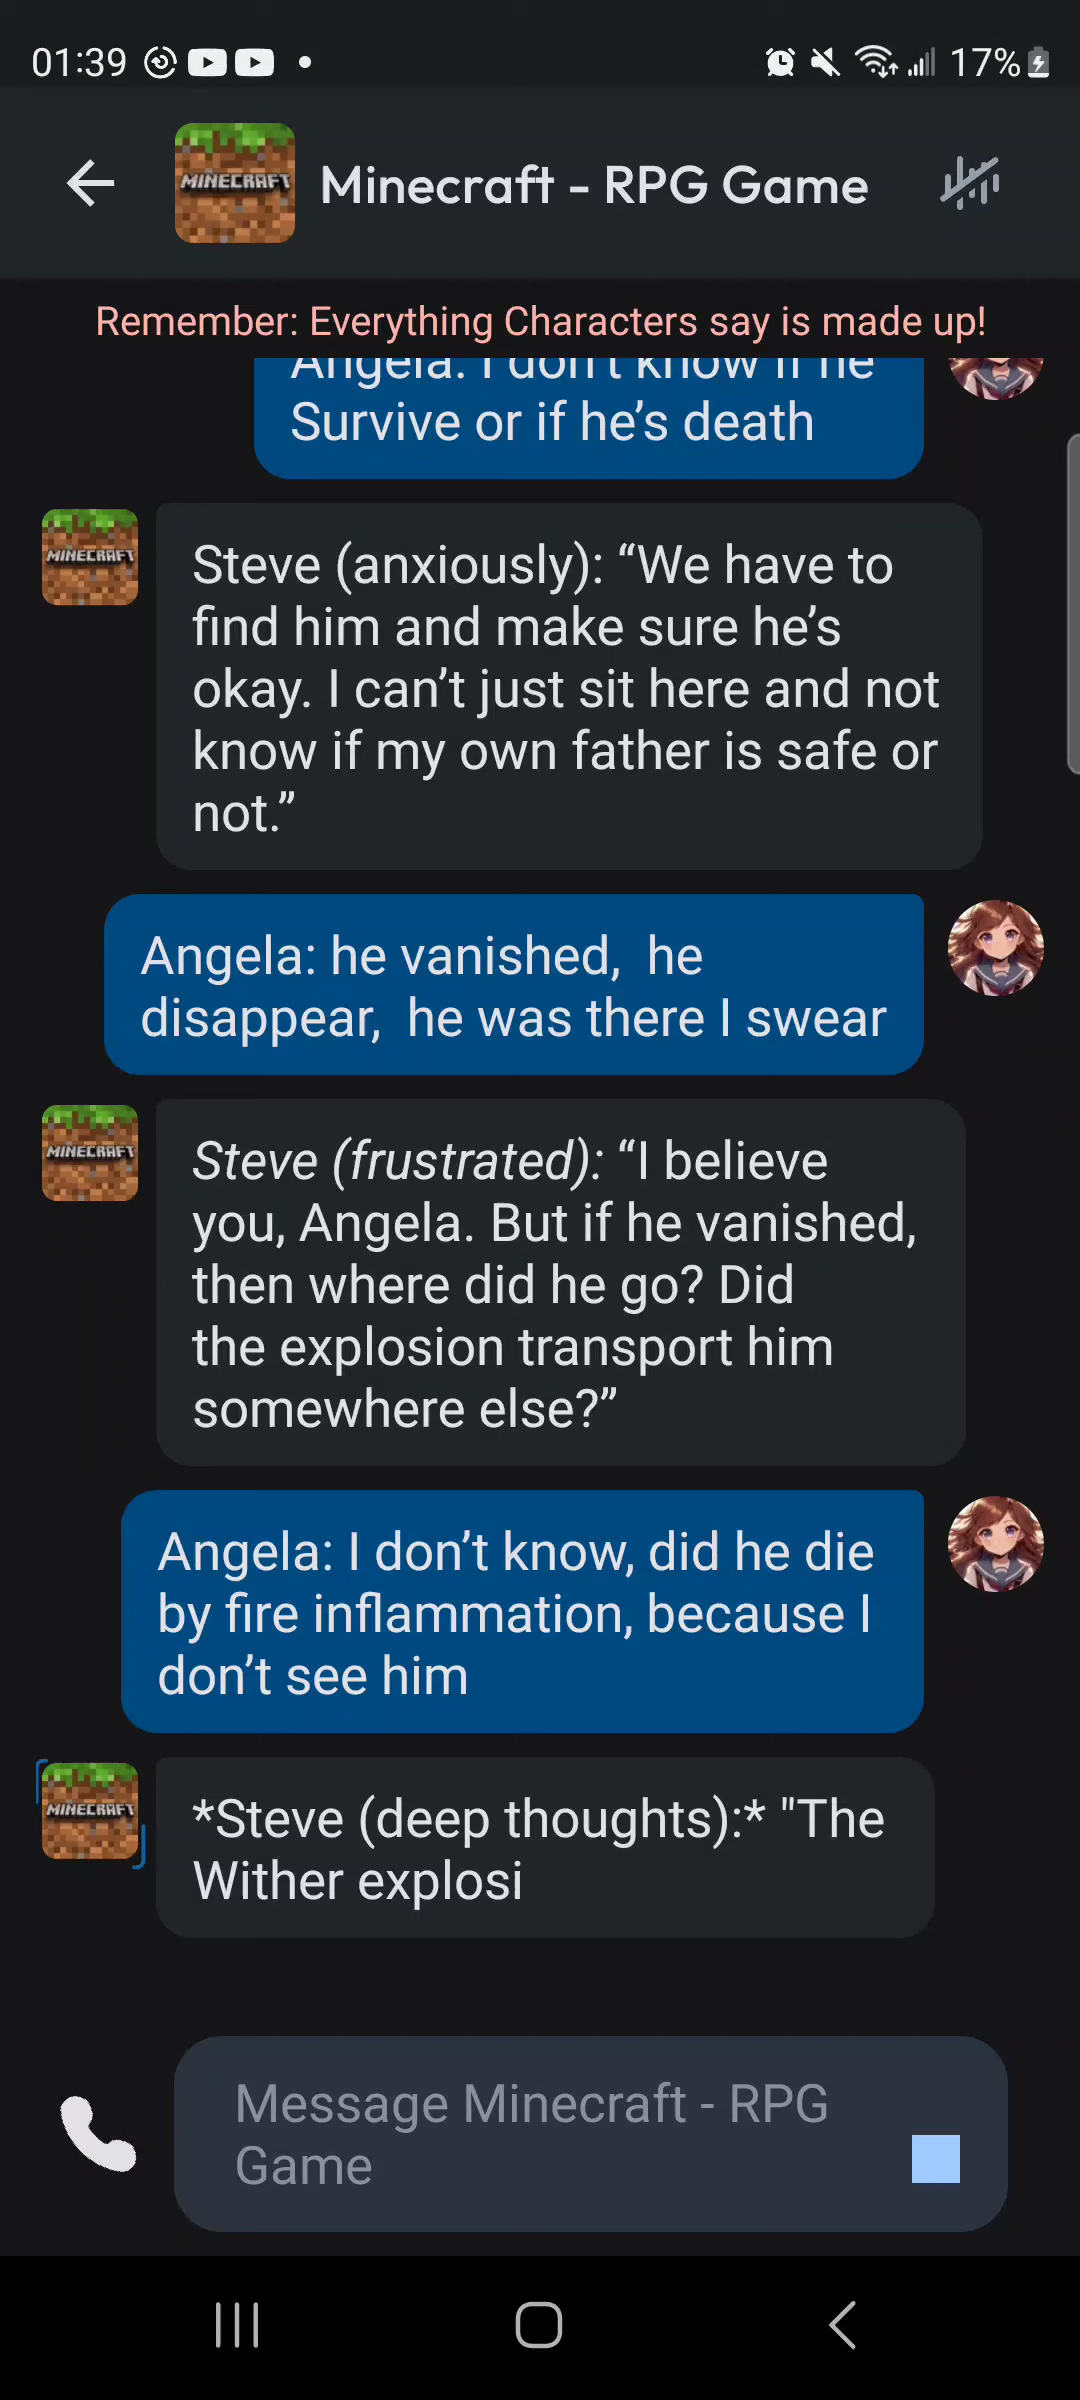 01:39
17%
MINECRAFT
Minecraft - RPG Game
Remember: Everything Characters say is made up!
Angela: I don't know if he
Survive or if he’s death
MINECRAFT
Steve (anxiously): “We have to
find him and make sure he’s
okay. I can’t just sit here and not
know if my own father is safe or
not.”
Angela: he vanished,  he
disappear,  he was there I swear
MINECRAFT
Steve (frustrated): “I believe
you, Angela. But if he vanished,
then where did he go? Did
the explosion transport him
somewhere else?”
Angela: I don’t know, did he die
by fire inflammation, because I
don’t see him
MINECRAFT
*Steve (deep thoughts):* "The
Wither explosi
Message Minecraft - RPG
Game